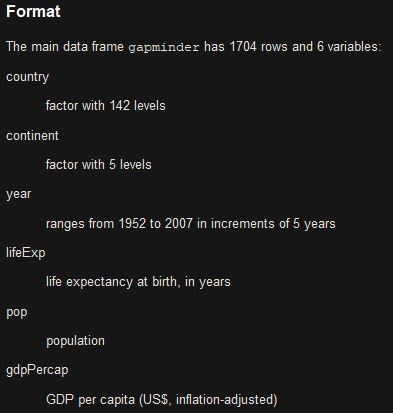 Format
The main data frame gapminder has 1704 rows and 6 variables:
country
factor with 142 levels
continent
factor with 5 levels
year
ranges from 1952 to 2007 in increments of 5 years
lifeExp
life expectancy at birth, in years
pop
population
gdpPercap
GDP per capita (US$, inflation-adjusted)